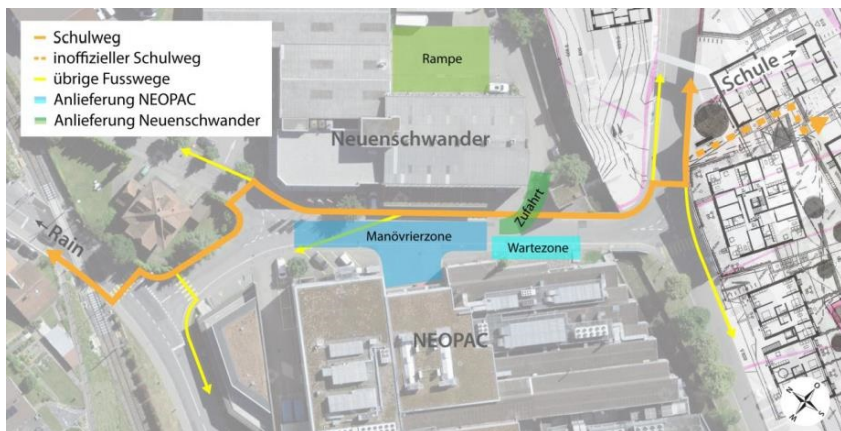 Schulweg
inoffizieller Schulweg
übrige Fusswege
Anlieferung NEOPAC
Anlieferung Neuenschwander
Rampe
Schule →
Neuenschwander
Zufahrt
← Rain
Manövrierzone
Wartezone
NEOPAC
N
O
S
W